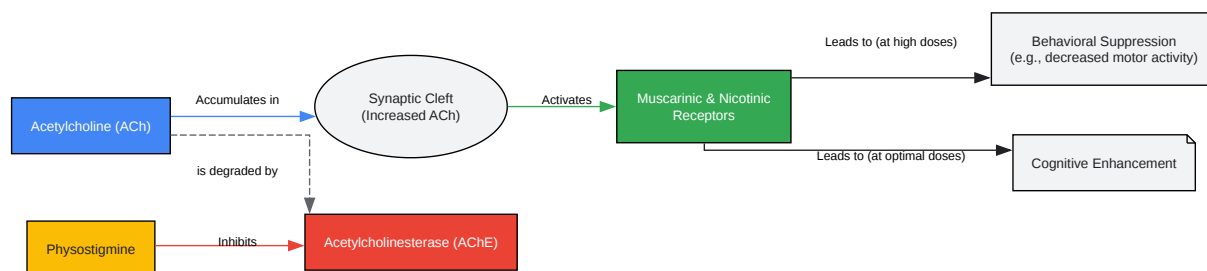 Leads to (at high doses)
Behavioral Suppression
(e.g., decreased motor activity)
Accumulates in
Synaptic Cleft
(Increased ACh)
Activates
Muscarinic & Nicotinic
Receptors
Acetylcholine (ACh)
Leads to (at optimal doses)
Cognitive Enhancement
is degraded by
Physostigmine
Inhibits
Acetylcholinesterase (AChE)